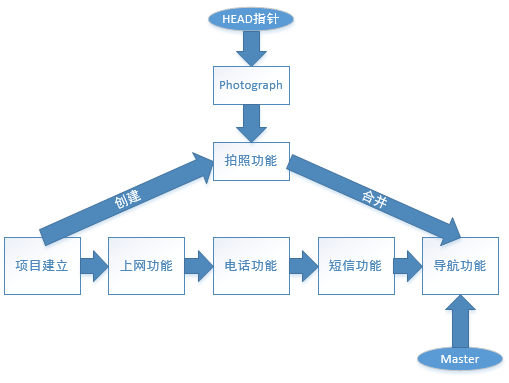 HEAD指针
Photograph
拍照功能
创建
合并
项目建立
上网功能
电话功能
短信功能
导航功能
Master